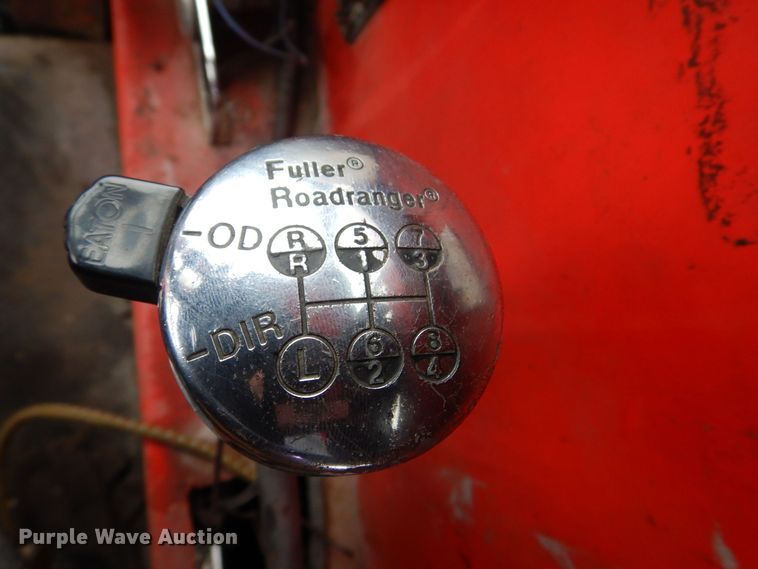 Fuller®
Roadranger®
EATON
-OD R 5 7
R 1 3
-DIR L 6 8
2 4
Purple Wave Auction